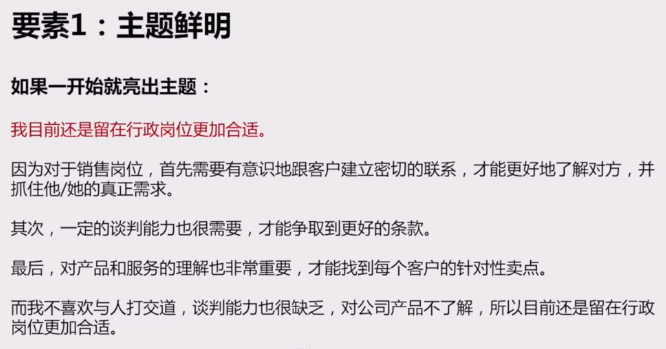 要素1：主题鲜明
如果一开始就亮出主题：
我目前还是留在行政岗位更加合适。
因为对于销售岗位，首先需要有意识地跟客户建立密切的联系，才能更好地了解对方，并
抓住他/她的真正需求。
其次，一定的谈判能力也很需要，才能争取到更好的条款。
最后，对产品和服务的理解也非常重要，才能找到每个客户的针对性卖点。
而我不喜欢与人打交道，谈判能力也很缺乏，对公司产品不了解，所以目前还是留在行政
岗位更加合适。